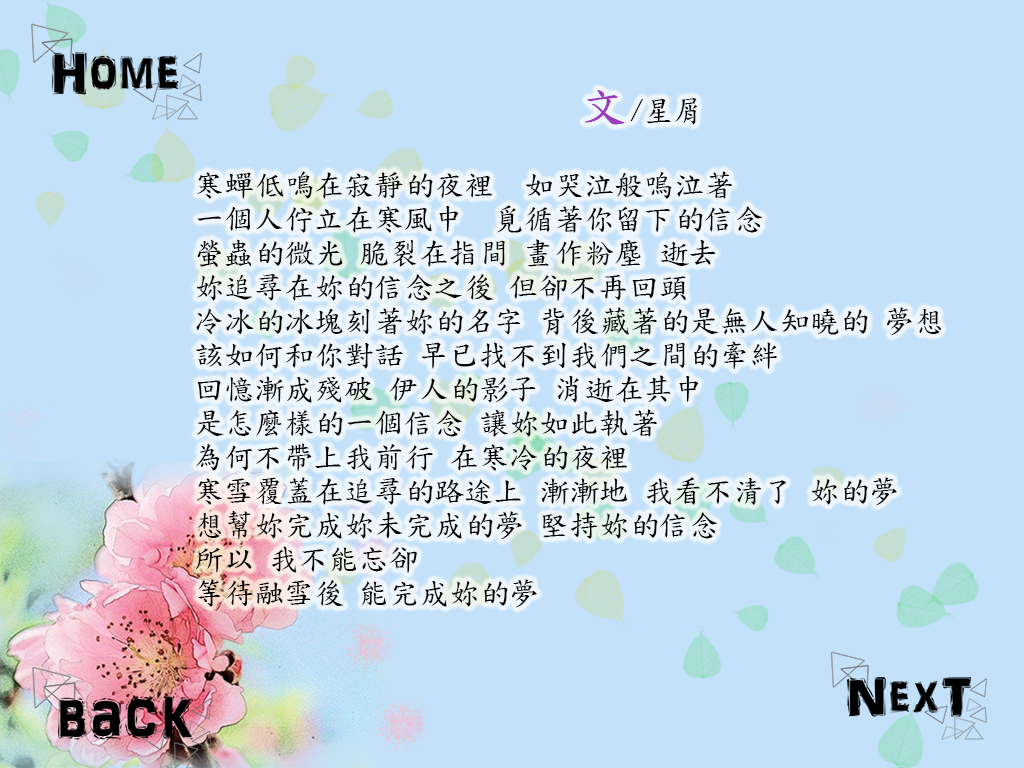 HOME
文/星屑
寒蟬低鳴在寂靜的夜裡 如哭泣般嗚泣著
一個人佇立在寒風中 覓循著你留下的信念
螢蟲的微光 脆裂在指間 畫作粉塵 逝去
妳追尋在妳的信念之後 但卻不再回頭
冷冰的冰塊刻著妳的名字 背後藏著的是無人知曉的 夢想
該如何和你對話 早已找不到我們之間的牽絆
回憶漸成殘破 伊人的影子 消逝在其中
是怎麼樣的一個信念 讓妳如此執著
為何不帶上我前行 在寒冷的夜裡
寒雪覆蓋在追尋的路途上 漸漸地 我看不清了 妳的夢
想幫妳完成妳未完成的夢 堅持妳的信念
所以 我不能忘卻
等待融雪後 能完成妳的夢
BACK
NEXT